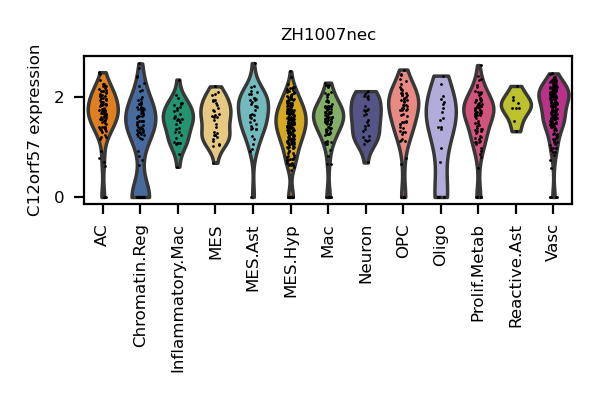 ZH1007nec
C12orf57 expression
2
0
AC
Chromatin.Reg
Inflammatory.Mac
MES
MES.Ast
MES.Hyp
Mac
Neuron
OPC
Oligo
Prolif.Metab
Reactive.Ast
Vasc